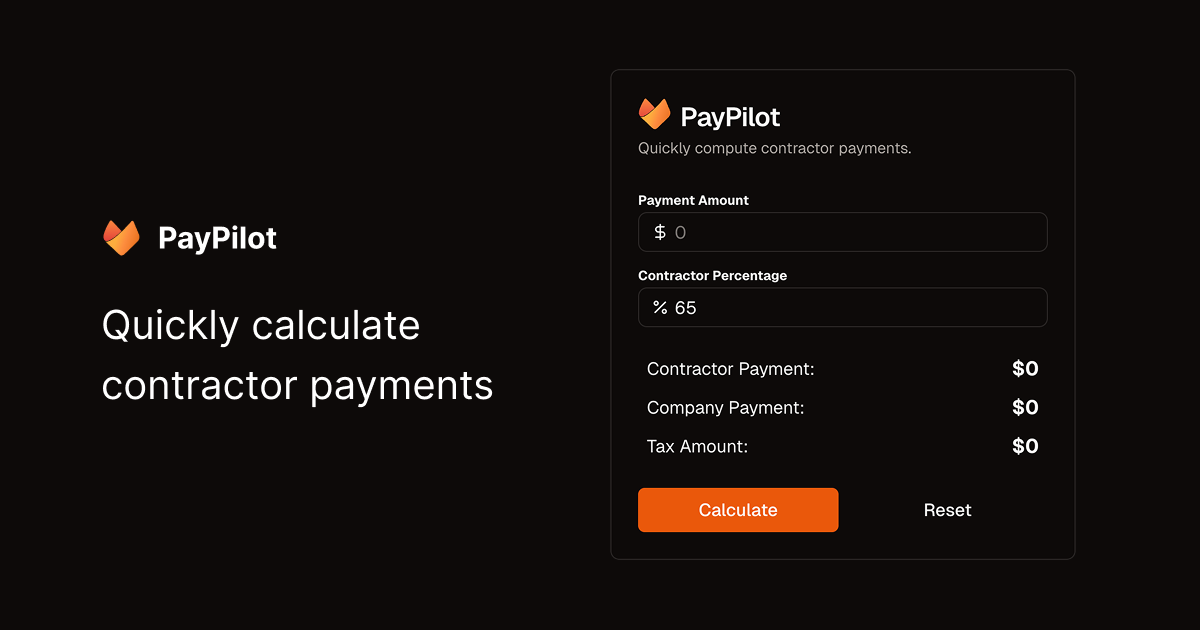 PayPilot
Quickly calculate
contractor payments
PayPilot
Quickly compute contractor payments.
Payment Amount
$ 0
Contractor Percentage
% 65
Contractor Payment: $0
Company Payment: $0
Tax Amount: $0
Calculate Reset